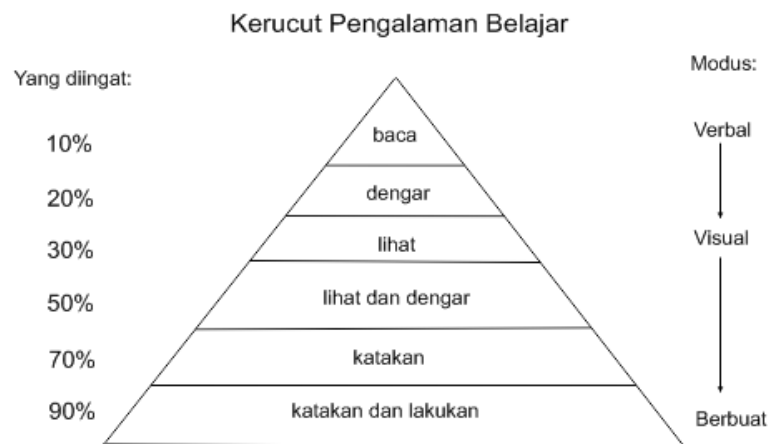 Kerucut Pengalaman Belajar
Yang diingat:
Modus:
10%
baca
Verbal
20%
dengar
30%
lihat
Visual
50%
lihat dan dengar
70%
katakan
90%
katakan dan lakukan
Berbuat